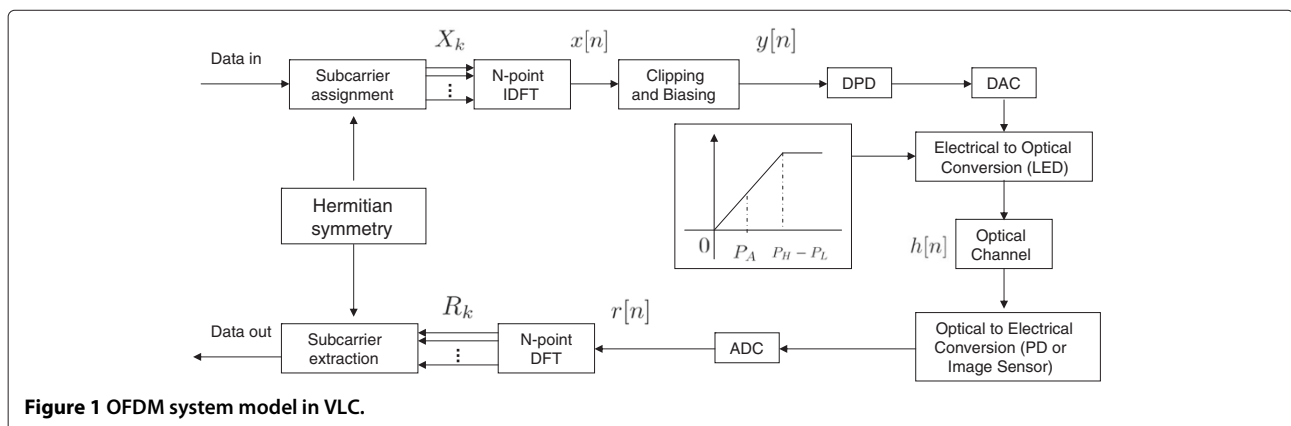 Data in
Subcarrier
assignment
X_k
⋮
N-point
IDFT
x[n]
Clipping
and Biasing
y[n]
DPD
DAC
Electrical to Optical
Conversion (LED)
0
P_A
P_H − P_L
Hermitian
symmetry
h[n]
Optical
Channel
Optical to Electrical
Conversion (PD or
Image Sensor)
ADC
r[n]
N-point
DFT
R_k
⋮
Subcarrier
extraction
Data out
Figure 1 OFDM system model in VLC.